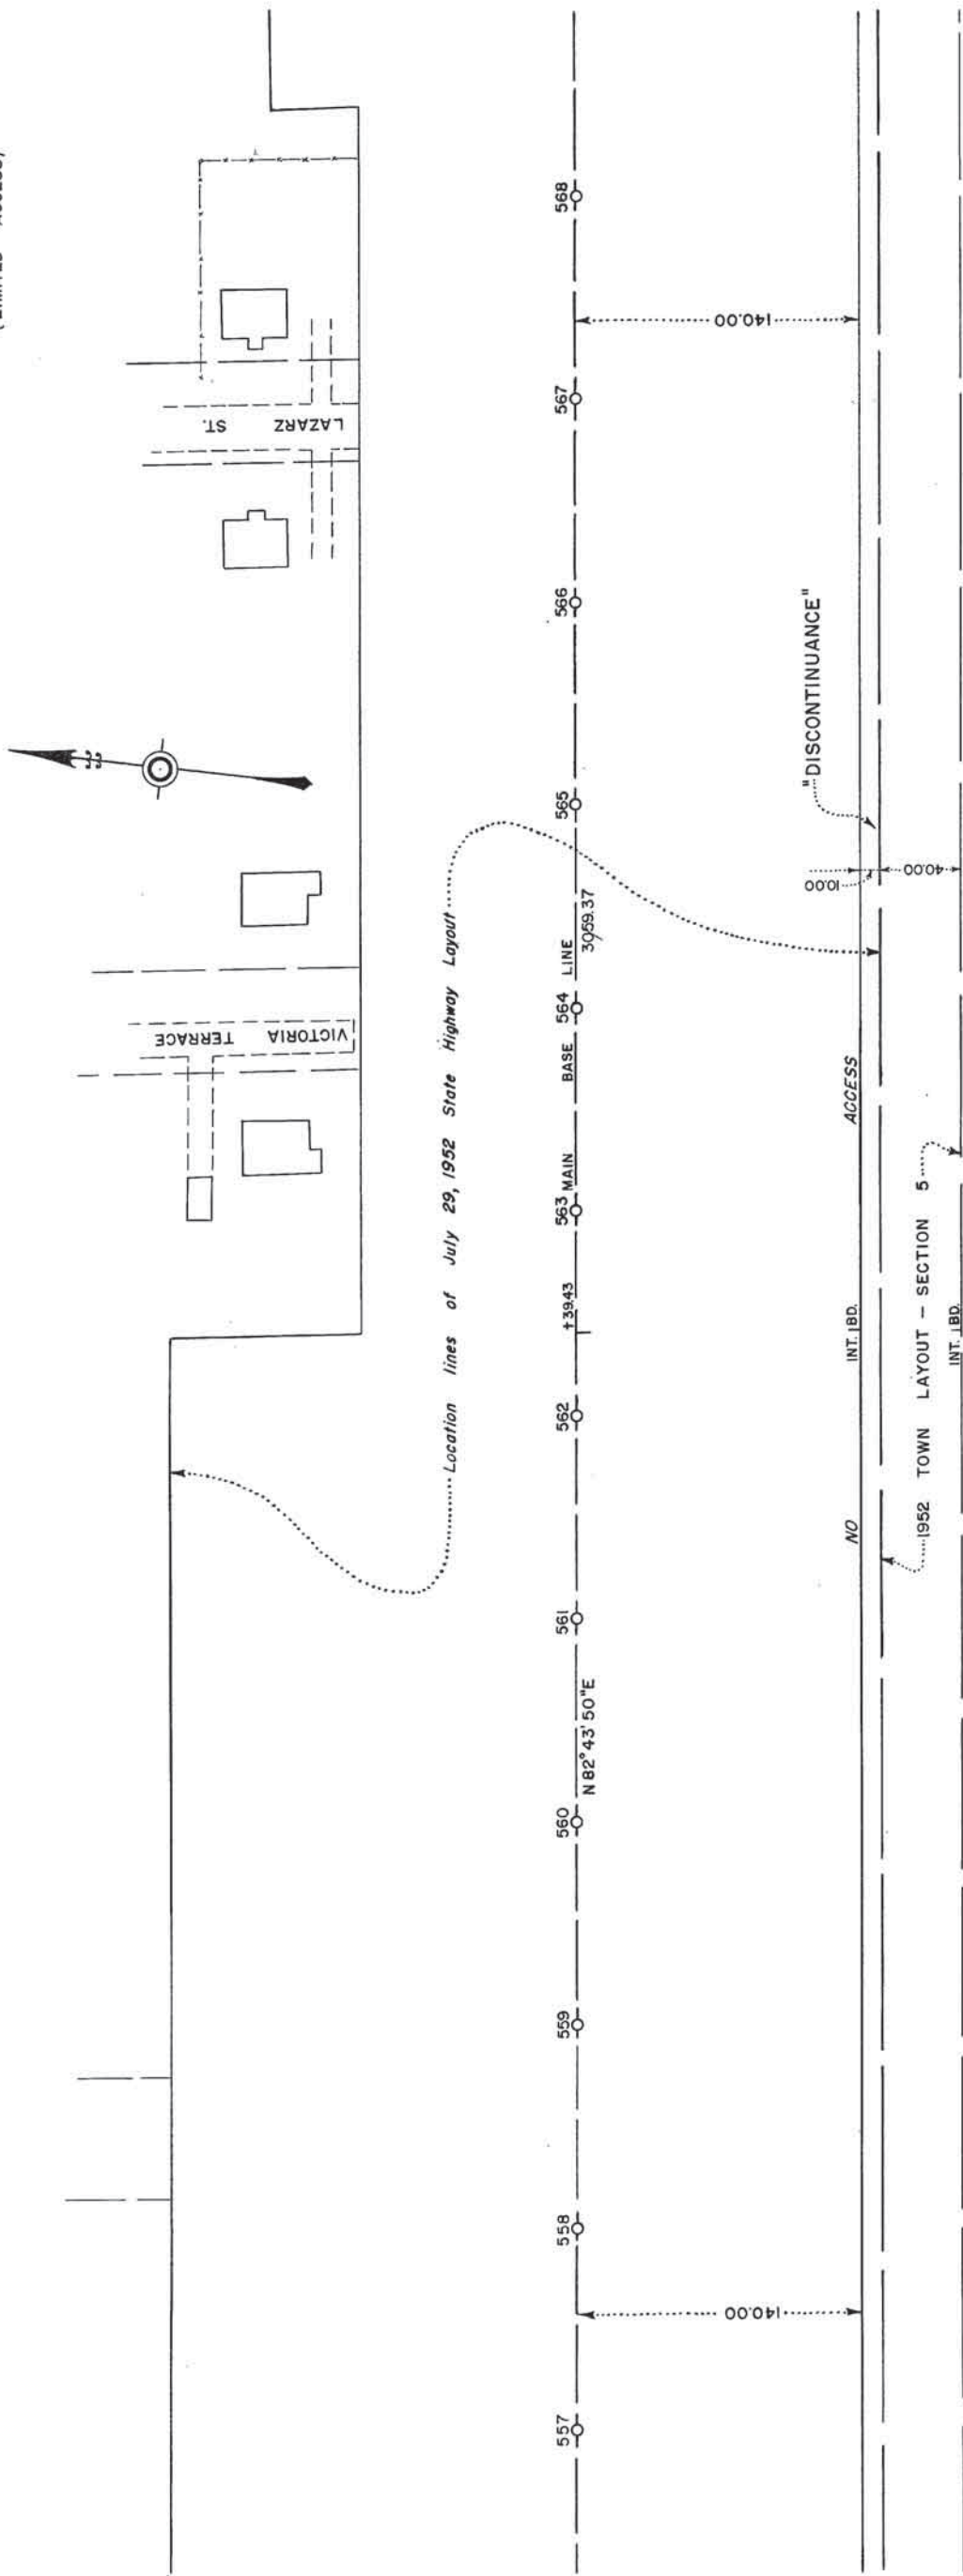 LAZARZ ST.
VICTORIA TERRACE
Location lines of July 29, 1952 State Highway Layout
557
558
559
560
561
562
+39.43
563
564
565
566
567
568
N 82° 43' 50" E
MAIN BASE LINE
3059.37
140.00
140.00
"DISCONTINUANCE"
10.00
40.00
NO ACCESS
INT. BD.
1952 TOWN LAYOUT – SECTION 5
INT. BD.